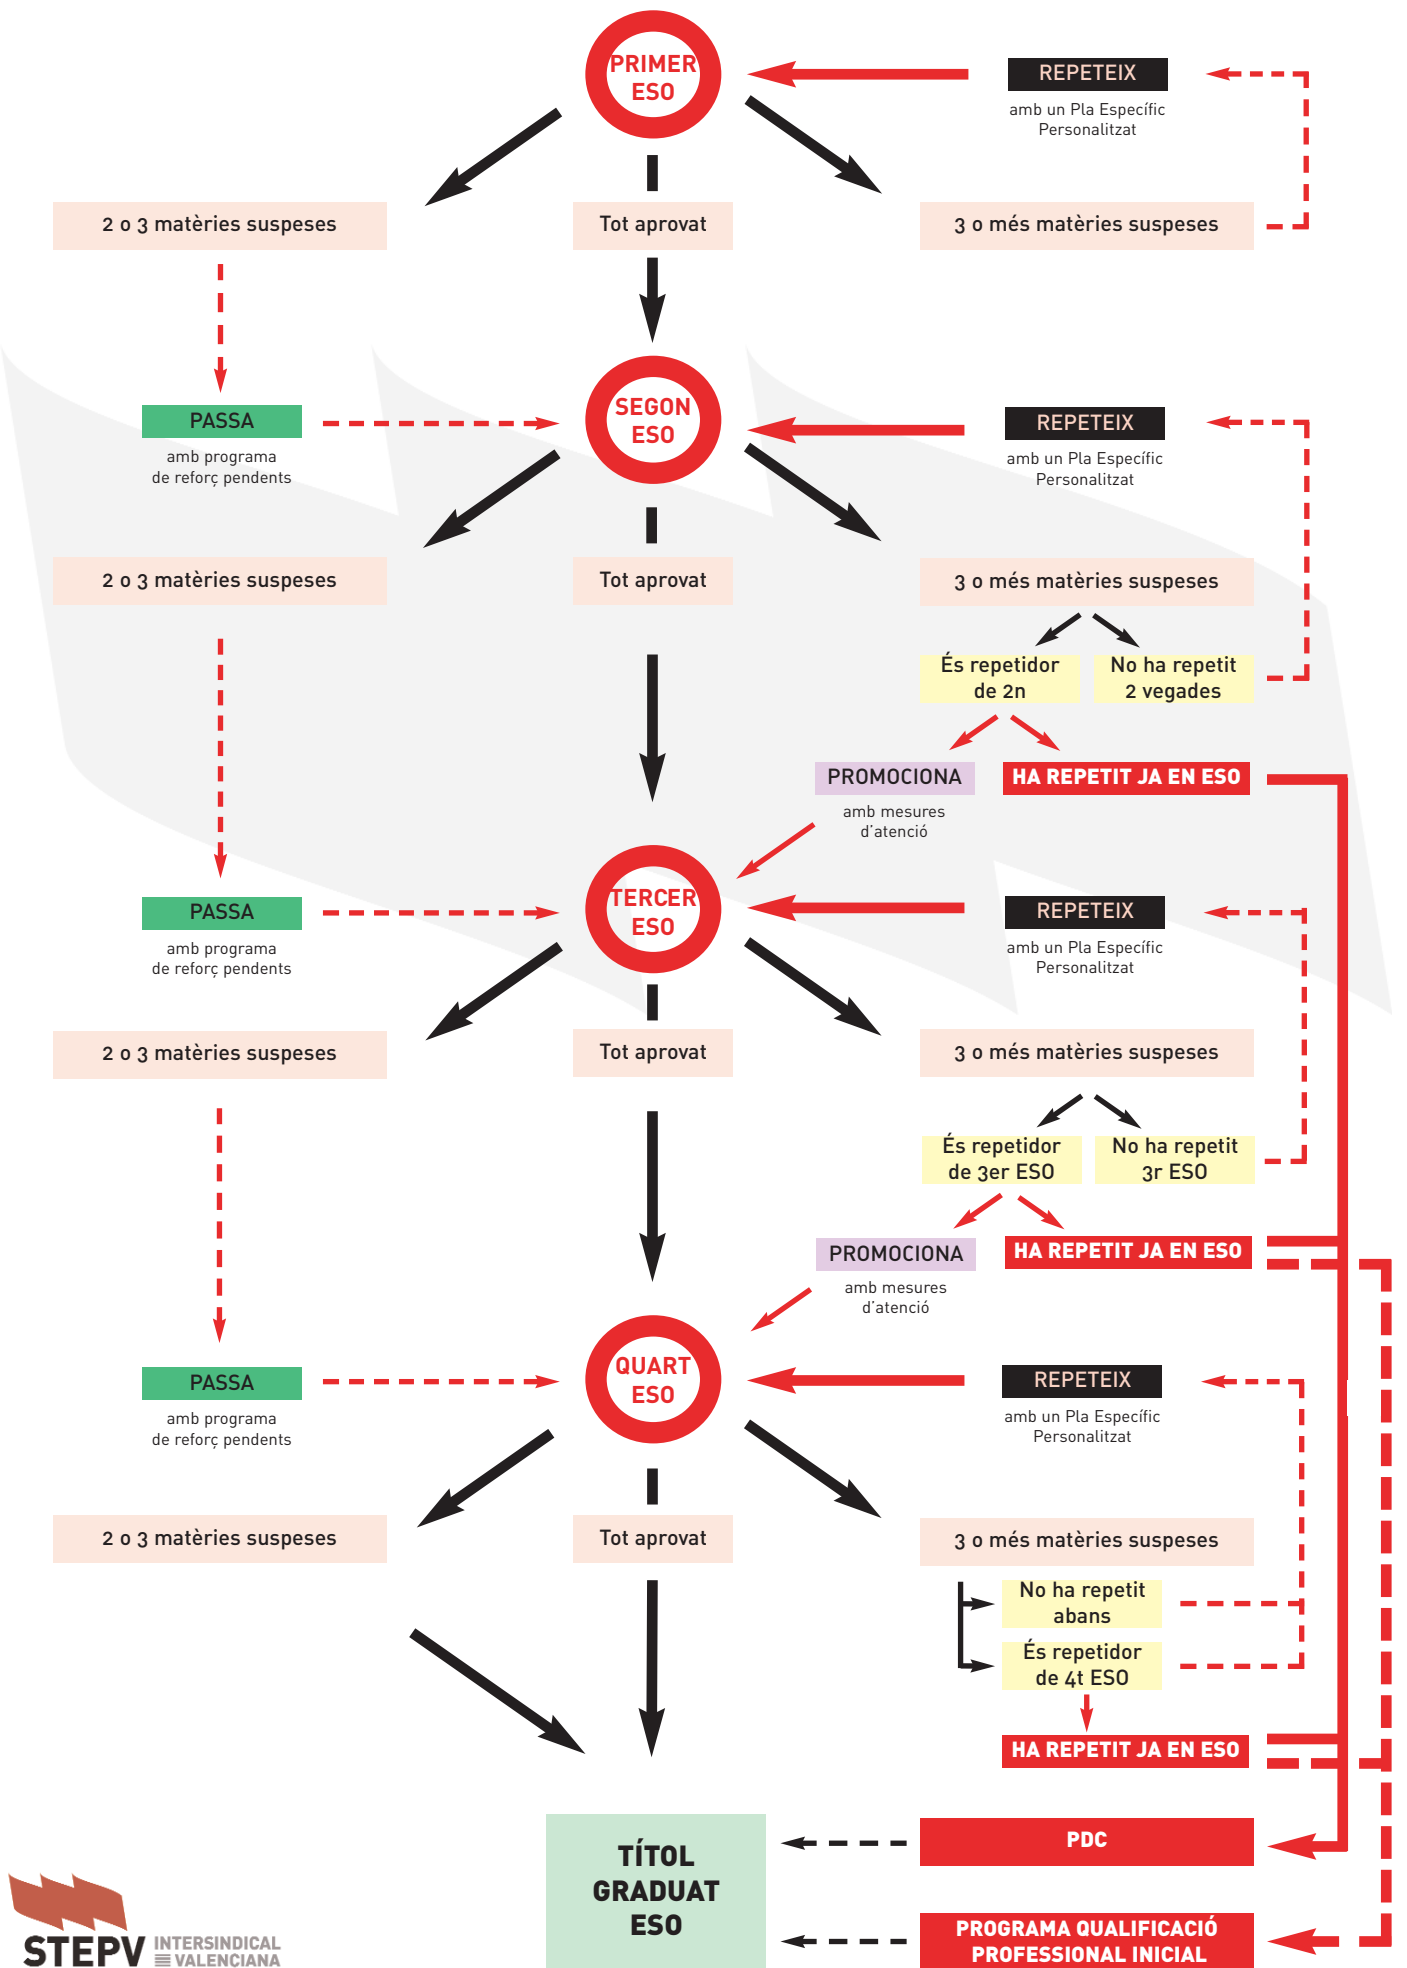 PRIMER
ESO
REPETEIX
amb un Pla Específic
Personalitzat
2 o 3 matèries suspeses
Tot aprovat
3 o més matèries suspeses
PASSA
amb programa
de reforç pendents
SEGON
ESO
REPETEIX
amb un Pla Específic
Personalitzat
2 o 3 matèries suspeses
Tot aprovat
3 o més matèries suspeses
És repetidor
de 2n
No ha repetit
2 vegades
PROMOCIONA
amb mesures
d'atenció
HA REPETIT JA EN ESO
PASSA
amb programa
de reforç pendents
TERCER
ESO
REPETEIX
amb un Pla Específic
Personalitzat
2 o 3 matèries suspeses
Tot aprovat
3 o més matèries suspeses
És repetidor
de 3er ESO
No ha repetit
3r ESO
PROMOCIONA
amb mesures
d'atenció
HA REPETIT JA EN ESO
PASSA
amb programa
de reforç pendents
QUART
ESO
REPETEIX
amb un Pla Específic
Personalitzat
2 o 3 matèries suspeses
Tot aprovat
3 o més matèries suspeses
No ha repetit
abans
És repetidor
de 4t ESO
HA REPETIT JA EN ESO
TÍTOL
GRADUAT
ESO
PDC
PROGRAMA QUALIFICACIÓ
PROFESSIONAL INICIAL
STEPV
INTERSINDICAL
VALENCIANA